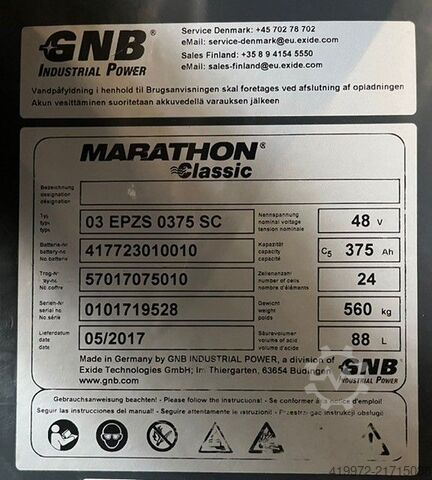 GNB®
INDUSTRIAL POWER
Service Denmark: +45 702 78 702
eMail: service-denmark@eu.exide.com
Sales Finland: +35 8 9 4154 5550
eMail: sales-finland@eu.exide.com
Vandpåfyldning i henhold til Brugsanvisningen skal foretages ved afslutning af opladningen
Akun vesittäminen suoritetaan akkuvedellä varauksen jälkeen
MARATHON®
Classic
Bezeichnung
designation
désignation
Typ
type
type
03 EPZS 0375 SC
Nennspannung
nominal voltage
tension nominale
48 V
Batterie-nr
battery-no
No.batterie
417723010010
Kapazität
capacity
capacité
C5 375 Ah
Trog-Nr
tray-no
No.coffre
57017075010
Zellenanzahl
number of cells
nombre d'éléments
24
Serien-nr
serial no
No.série
0101719528
Gewicht
weight
poids
560 kg
Lieferdatum
date
date
05/2017
Säurevolumen
volume of acid
volume d'acide
88 L
Made in Germany by GNB INDUSTRIAL POWER, a division of
Exide Technologies GmbH; Im Thiergarten, 63654 Büdingen
www.gnb.com
GNB®
INDUSTRIAL POWER
Gebrauchsanweisung beachten! - Please follow the instructions! - Se conformer a la notice d'emploi!
Seguir las instrucciones del manual! - Seguire attentamente le istruzioni! - Przestrzegac instrukcji obslugi!
419972-21715028